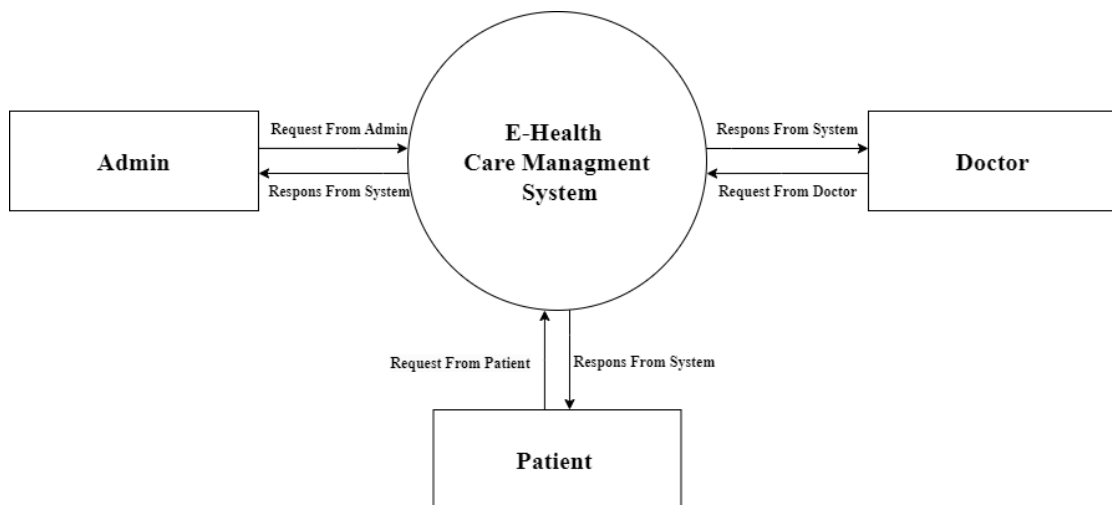 E-Health
Care Managment
System
Request From Admin
Respons From System
Admin
Doctor
Respons From System
Request From Doctor
Request From Patient
Respons From System
Patient